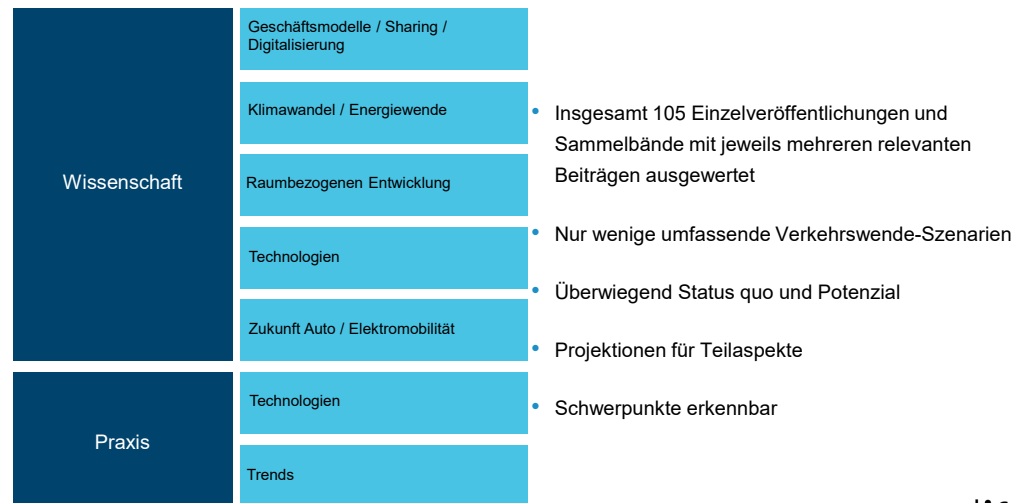 Wissenschaft
Geschäftsmodelle / Sharing /
Digitalisierung
Klimawandel / Energiewende
Raumbezogenen Entwicklung
Technologien
Zukunft Auto / Elektromobilität
Praxis
Technologien
Trends
• Insgesamt 105 Einzelveröffentlichungen und
Sammelbände mit jeweils mehreren relevanten
Beiträgen ausgewertet
• Nur wenige umfassende Verkehrswende-Szenarien
• Überwiegend Status quo und Potenzial
• Projektionen für Teilaspekte
• Schwerpunkte erkennbar